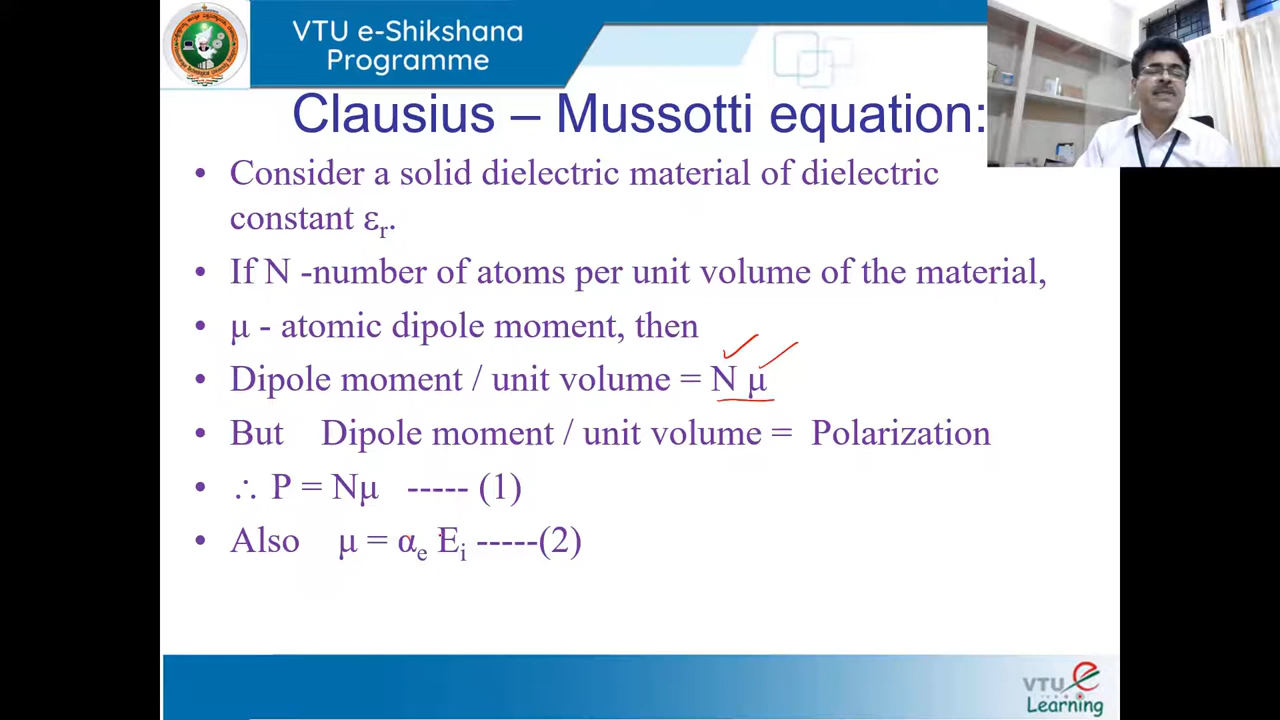 VTU e-Shikshana
Programme
Clausius – Mussotti equation:
• Consider a solid dielectric material of dielectric
constant εr.
• If N -number of atoms per unit volume of the material,
• μ - atomic dipole moment, then
• Dipole moment / unit volume = N μ
• But Dipole moment / unit volume = Polarization
• ∴ P = Nμ ----- (1)
• Also μ = αe Ei -----(2)
VTU e
Learning